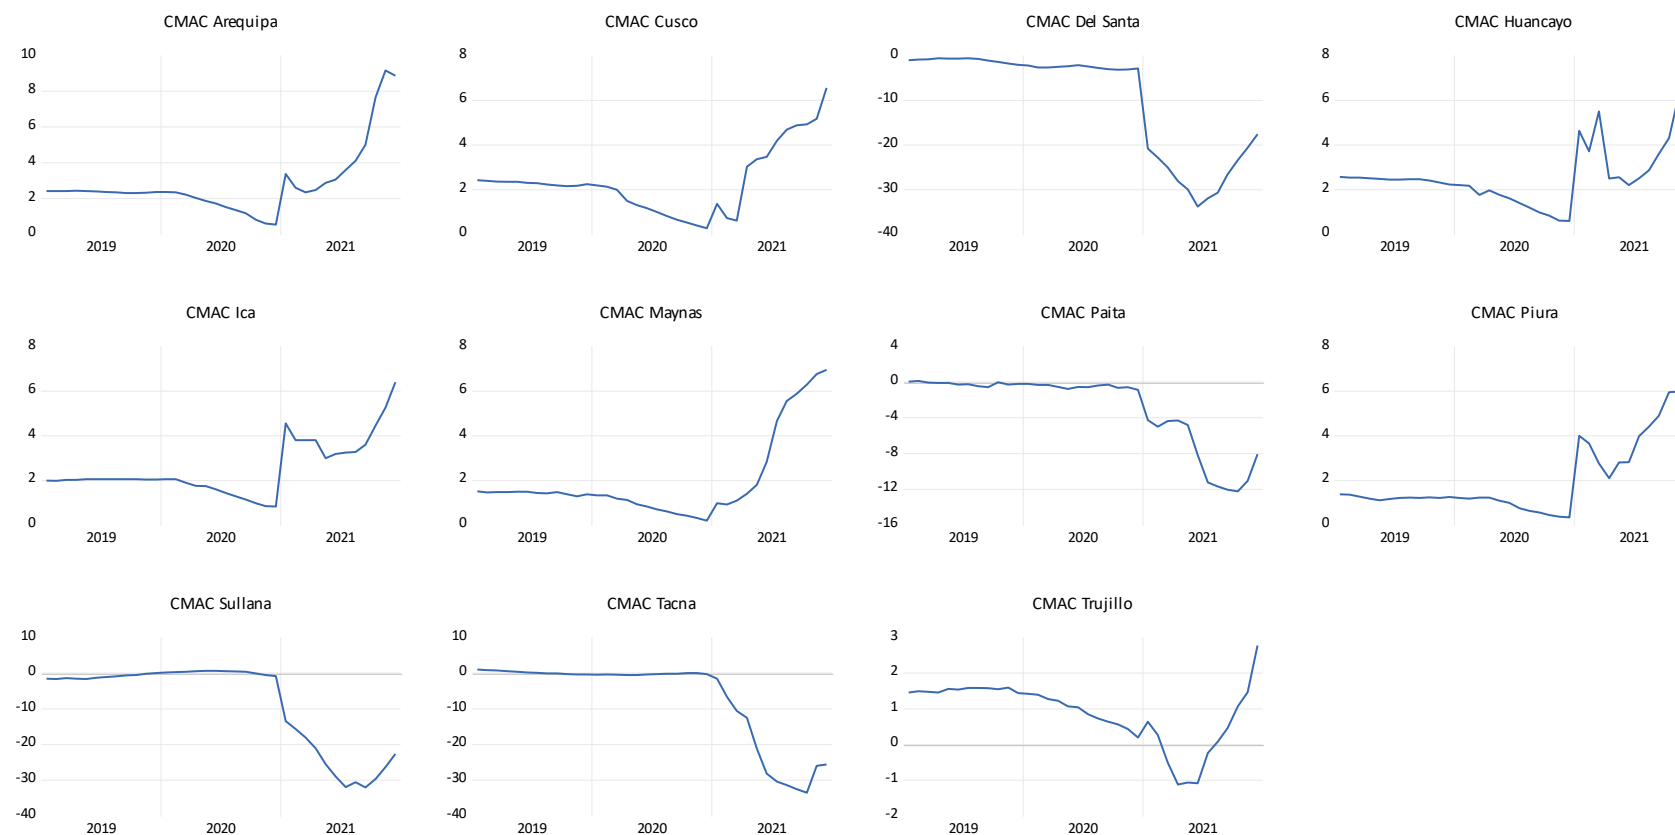 CMAC Arequipa
10
8
6
4
2
0
2019 2020 2021
CMAC Cusco
8
6
4
2
0
2019 2020 2021
CMAC Del Santa
0
-10
-20
-30
-40
2019 2020 2021
CMAC Huancayo
8
6
4
2
0
2019 2020 2021
CMAC Ica
8
6
4
2
0
2019 2020 2021
CMAC Maynas
8
6
4
2
0
2019 2020 2021
CMAC Paita
4
0
-4
-8
-12
-16
2019 2020 2021
CMAC Piura
8
6
4
2
0
2019 2020 2021
CMAC Sullana
10
0
-10
-20
-30
-40
2019 2020 2021
CMAC Tacna
10
0
-10
-20
-30
-40
2019 2020 2021
CMAC Trujillo
3
2
1
0
-1
-2
2019 2020 2021